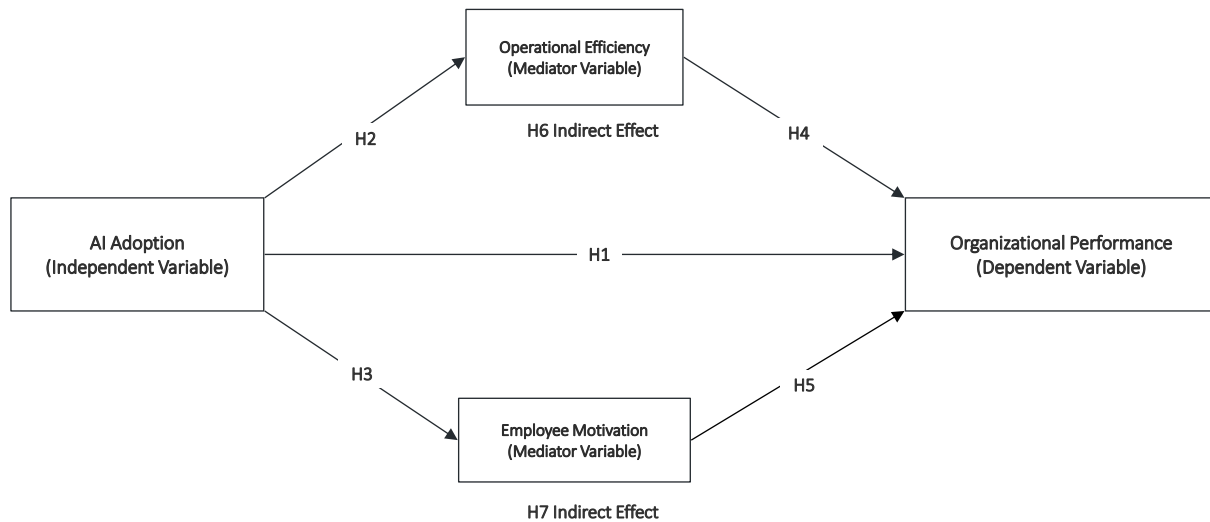 Operational Efficiency
(Mediator Variable)
H6 Indirect Effect
H2
H4
AI Adoption
(Independent Variable)
H1
Organizational Performance
(Dependent Variable)
H3
H5
Employee Motivation
(Mediator Variable)
H7 Indirect Effect